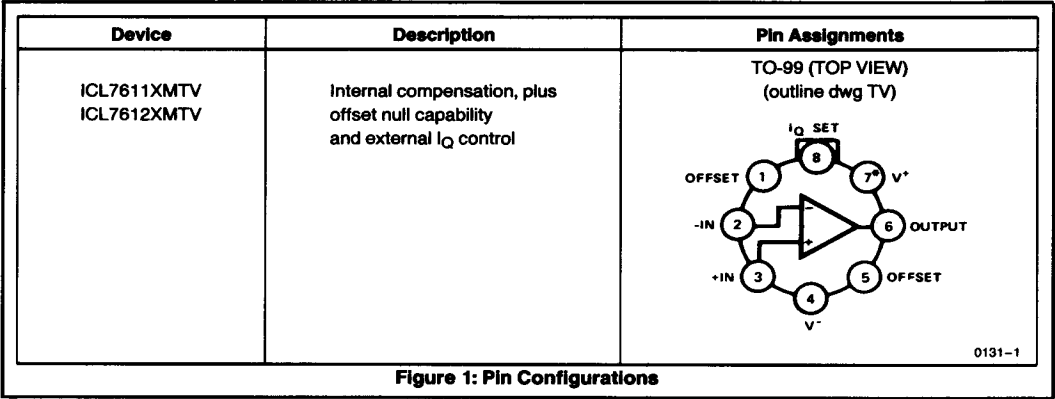 Device
Description
Pin Assignments
ICL7611XMTV
ICL7612XMTV
Internal compensation, plus
offset null capability
and external IQ control
TO-99 (TOP VIEW)
(outline dwg TV)
IQ SET
8
OFFSET 1
7* V+
-IN 2
-
6 OUTPUT
+
+IN 3
5 OFFSET
4
V-
0131–1
Figure 1: Pin Configurations